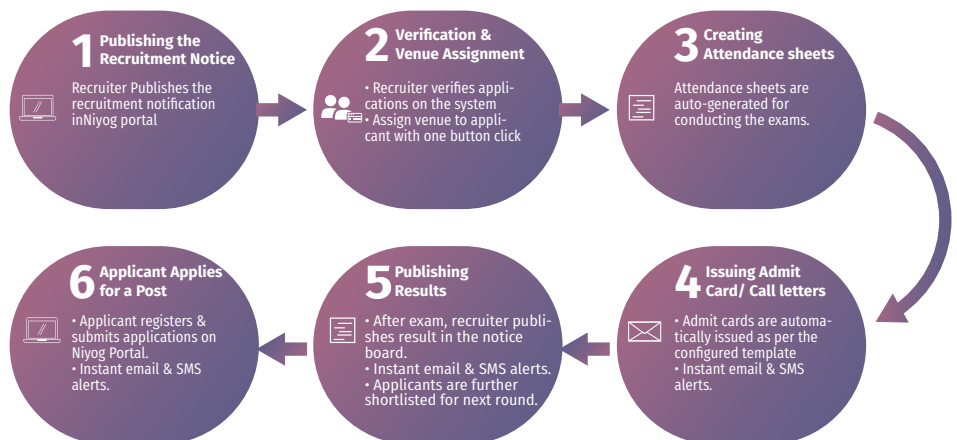 1 Publishing the
Recruitment Notice
Recruiter Publishes the
recruitment notification
inNiyog portal
2 Verification &
Venue Assignment
• Recruiter verifies appli-
cations on the system
• Assign venue to appli-
cant with one button click
3 Creating
Attendance sheets
Attendance sheets are
auto-generated for
conducting the exams.
6 Applicant Applies
for a Post
• Applicant registers &
submits applications on
Niyog Portal.
• Instant email & SMS
alerts.
5 Publishing
Results
• After exam, recruiter publi-
shes result in the notice
board.
• Instant email & SMS alerts.
• Applicants are further
shortlisted for next round.
4 Issuing Admit
Card/ Call letters
• Admit cards are automa-
tically issued as per the
configured template
• Instant email & SMS
alerts.